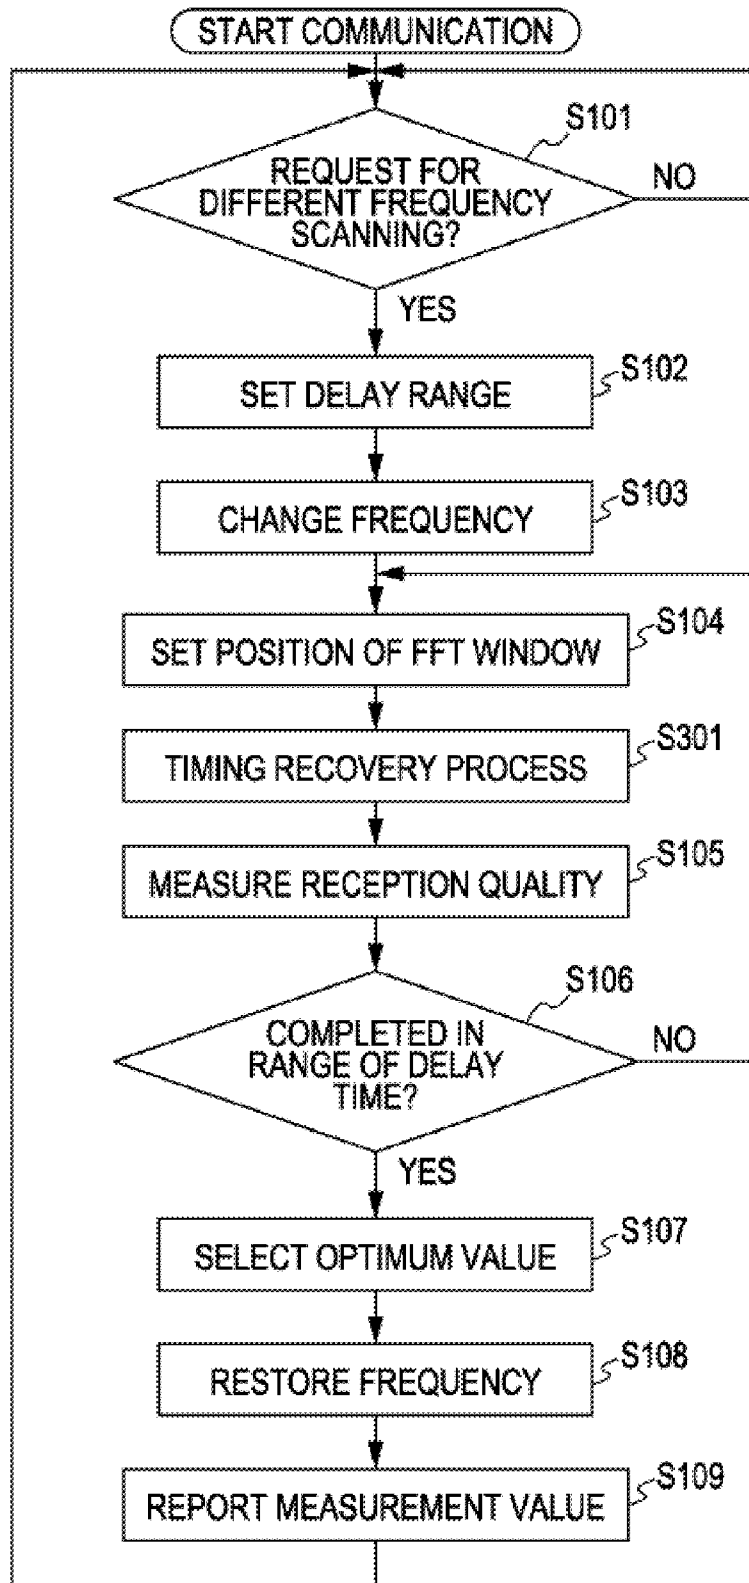 START COMMUNICATION
S101
REQUEST FOR
DIFFERENT FREQUENCY
SCANNING?
NO
YES
S102
SET DELAY RANGE
S103
CHANGE FREQUENCY
S104
SET POSITION OF FFT WINDOW
S301
TIMING RECOVERY PROCESS
S105
MEASURE RECEPTION QUALITY
S106
COMPLETED IN
RANGE OF DELAY
TIME?
NO
YES
S107
SELECT OPTIMUM VALUE
S108
RESTORE FREQUENCY
S109
REPORT MEASUREMENT VALUE